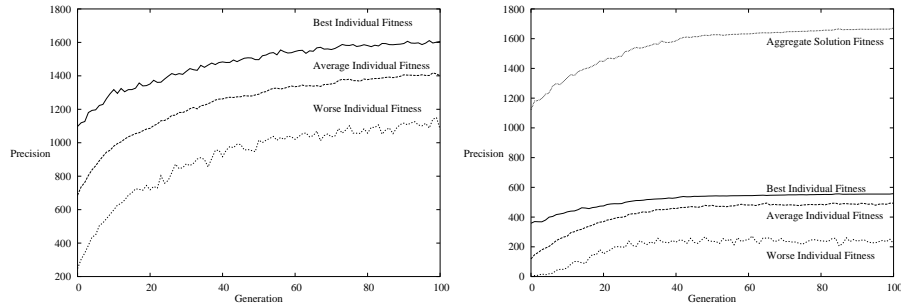 1800
1600
1400
1200
1000
800
600
400
200
Precision
0 20 40 60 80 100
Generation
Best Individual Fitness
Average Individual Fitness
Worse Individual Fitness
1800
1600
1400
1200
1000
800
600
400
200
0
Precision
0 20 40 60 80 100
Generation
Aggregate Solution Fitness
Best Individual Fitness
Average Individual Fitness
Worse Individual Fitness